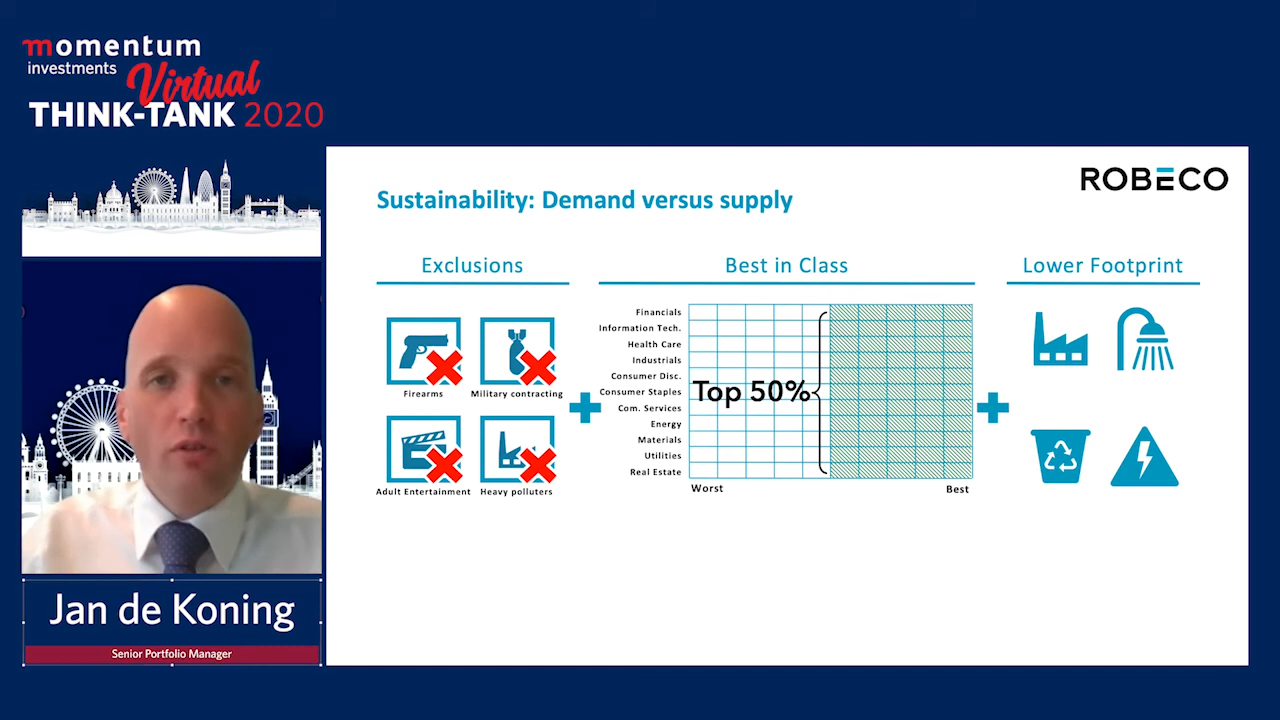 momentum
investments
Virtual
THINK-TANK 2020
ROBECO
Sustainability: Demand versus supply
Exclusions
Best in Class
Lower Footprint
Firearms
Military contracting
Adult Entertainment
Heavy polluters
Financials
Information Tech.
Health Care
Industrials
Consumer Disc.
Consumer Staples
Com. Services
Energy
Materials
Utilities
Real Estate
Top 50%
Worst
Best
Jan de Koning
Senior Portfolio Manager